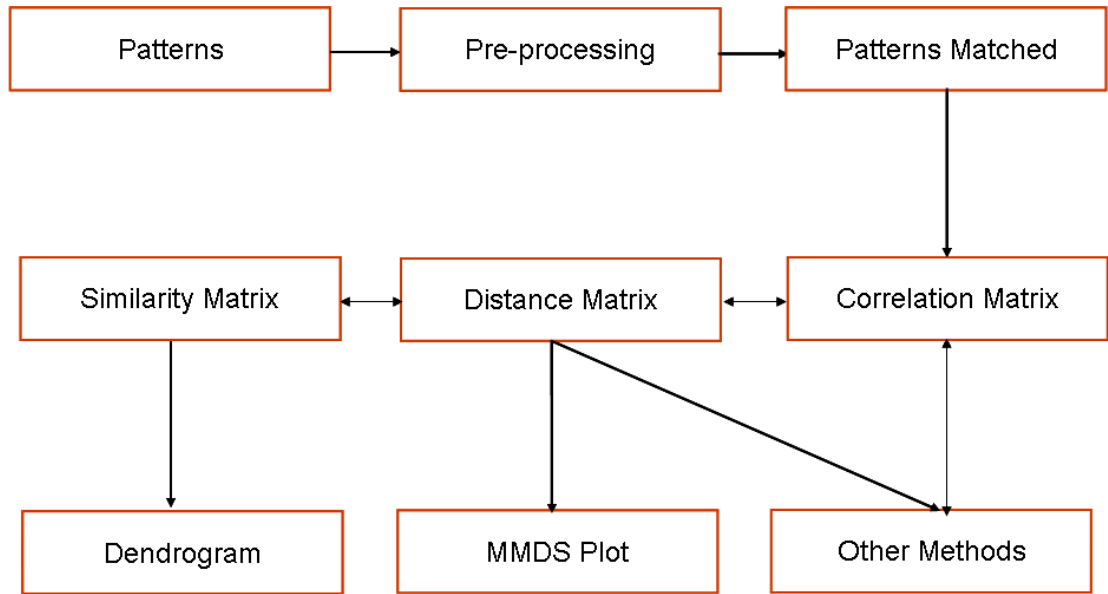 Patterns
Pre-processing
Patterns Matched
Similarity Matrix
Distance Matrix
Correlation Matrix
Dendrogram
MMDS Plot
Other Methods